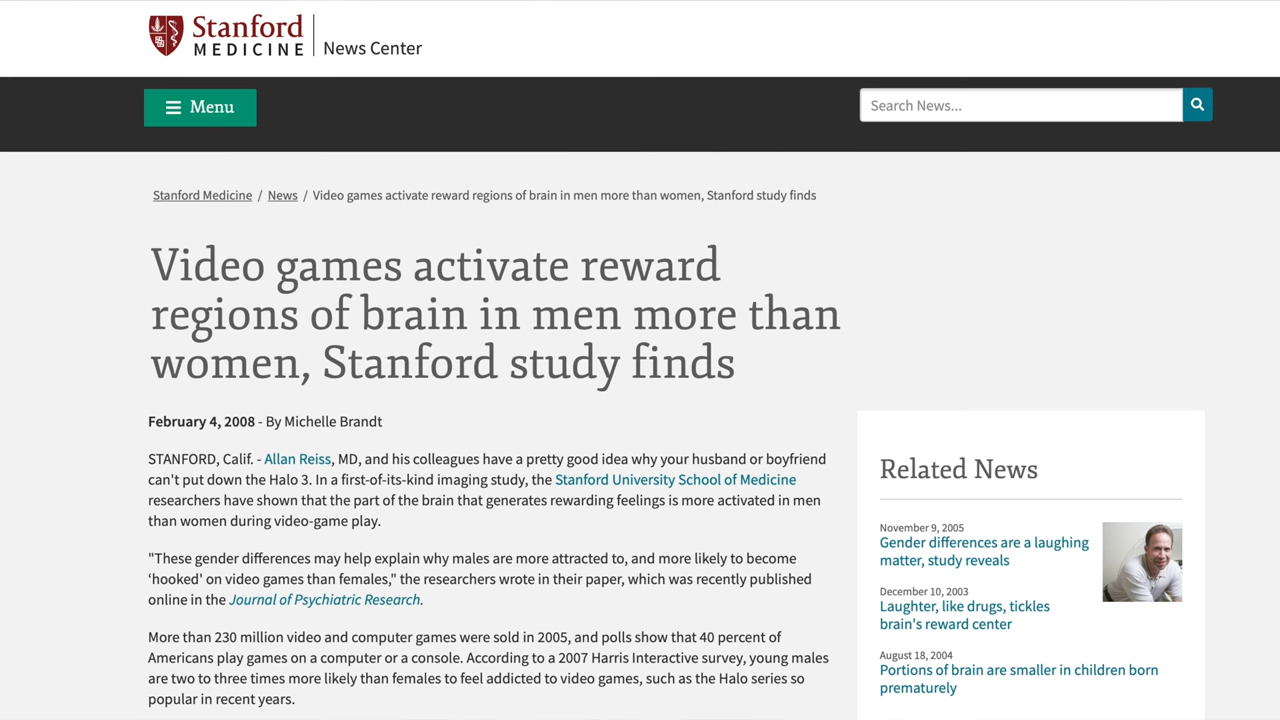 Stanford
MEDICINE
News Center
Menu
Search News...
Stanford Medicine / News / Video games activate reward regions of brain in men more than women, Stanford study finds
Video games activate reward
regions of brain in men more than
women, Stanford study finds
February 4, 2008 - By Michelle Brandt
STANFORD, Calif. - Allan Reiss, MD, and his colleagues have a pretty good idea why your husband or boyfriend
can't put down the Halo 3. In a first-of-its-kind imaging study, the Stanford University School of Medicine
researchers have shown that the part of the brain that generates rewarding feelings is more activated in men
than women during video-game play.
"These gender differences may help explain why males are more attracted to, and more likely to become
‘hooked' on video games than females," the researchers wrote in their paper, which was recently published
online in the Journal of Psychiatric Research.
More than 230 million video and computer games were sold in 2005, and polls show that 40 percent of
Americans play games on a computer or a console. According to a 2007 Harris Interactive survey, young males
are two to three times more likely than females to feel addicted to video games, such as the Halo series so
popular in recent years.
Related News
November 9, 2005
Gender differences are a laughing
matter, study reveals
December 10, 2003
Laughter, like drugs, tickles
brain's reward center
August 18, 2004
Portions of brain are smaller in children born
prematurely